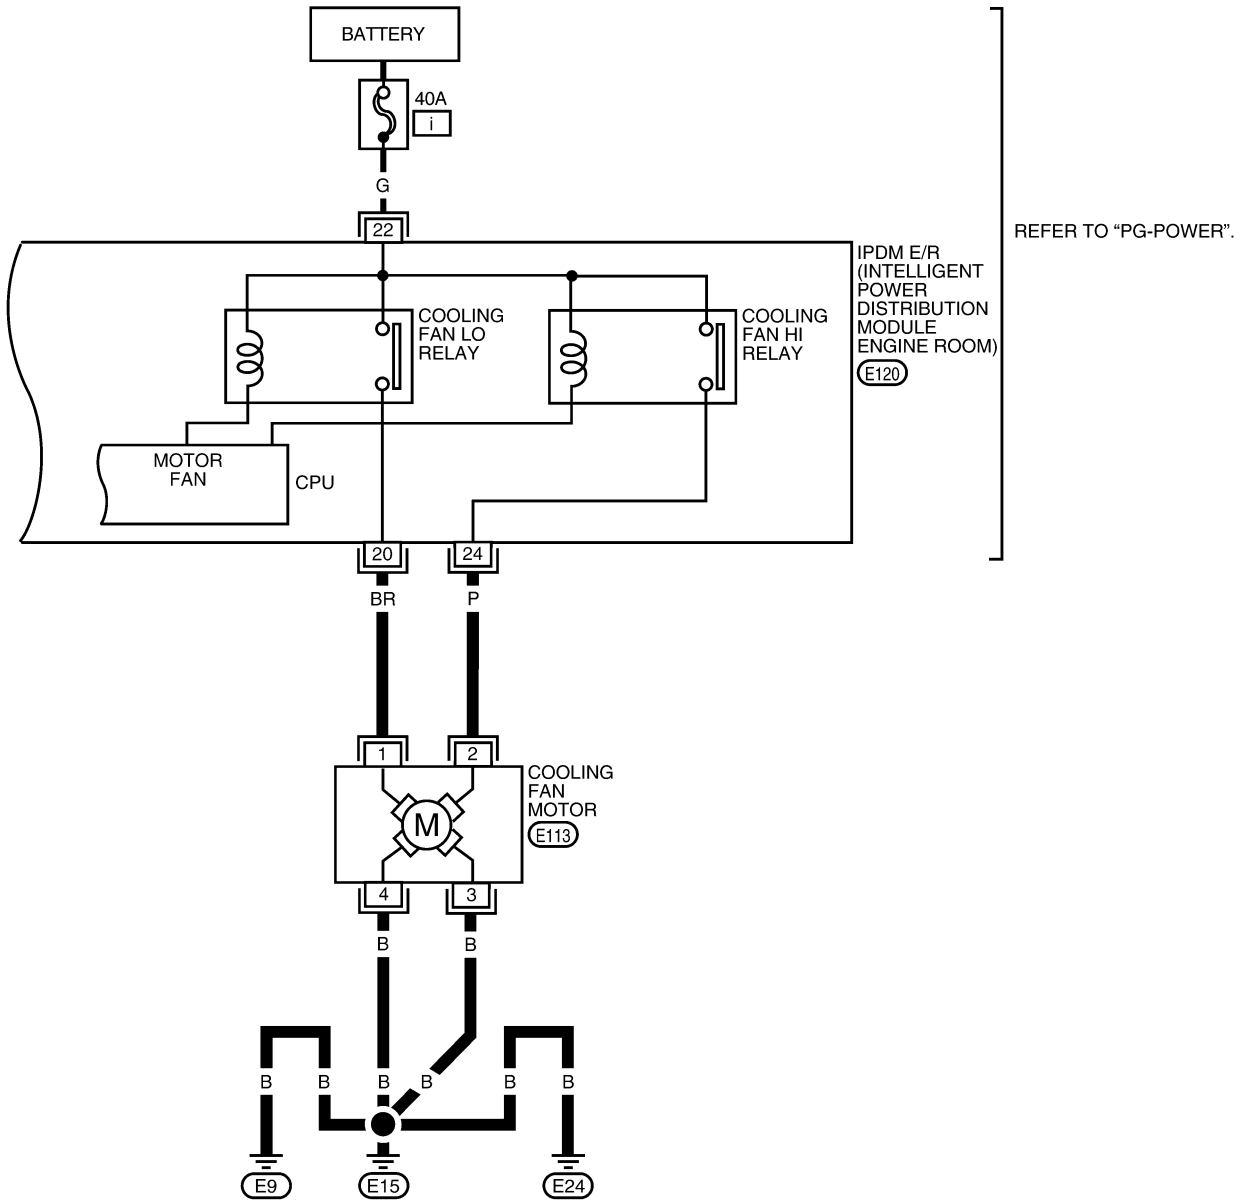 BATTERY
40A
i
G
22
REFER TO “PG-POWER”.
IPDM E/R
(INTELLIGENT
POWER
DISTRIBUTION
MODULE
ENGINE ROOM)
E120
COOLING
FAN LO
RELAY
COOLING
FAN HI
RELAY
MOTOR
FAN
CPU
20
24
BR
P
1
2
COOLING
FAN
MOTOR
E113
M
4
3
B
B
B
B
B
B
B
B
E9
E15
E24